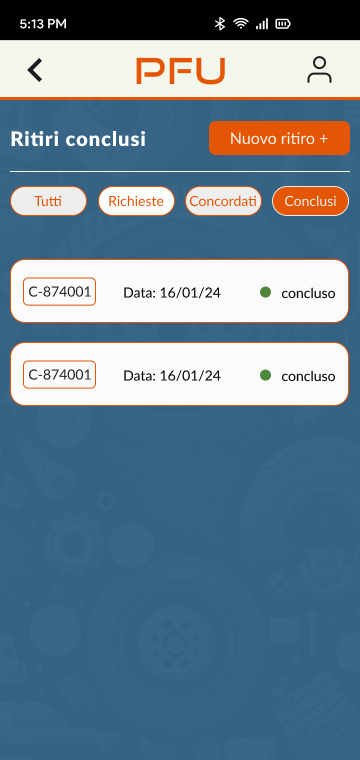 5:13 PM
PFU
Ritiri conclusi
Nuovo ritiro +
Tutti Richieste Concordati Conclusi
C-874001 Data: 16/01/24 concluso
C-874001 Data: 16/01/24 concluso